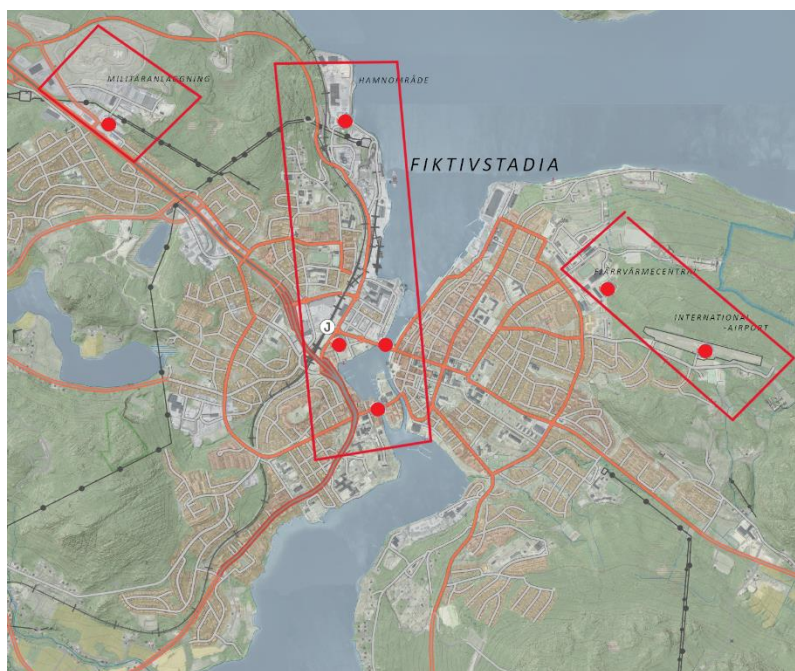 MILITÄRANLÄGGNING
HAMNOMRÅDE
FIKTIVSTADIA
FJÄRRVÄRMECENTRAL
INTERNATIONAL
-AIRPORT
J